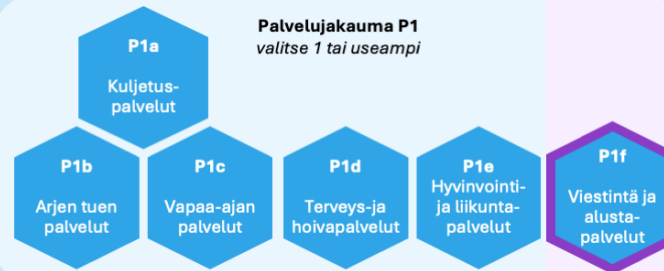 Palvelujakauma P1
valitse 1 tai useampi
P1a
Kuljetus-
palvelut
P1b
Arjen tuen
palvelut
P1c
Vapaa-ajan
palvelut
P1d
Terveys-ja
hoivapalvelut
P1e
Hyvinvointi-
ja liikunta-
palvelut
P1f
Viestintä ja
alusta-
palvelut